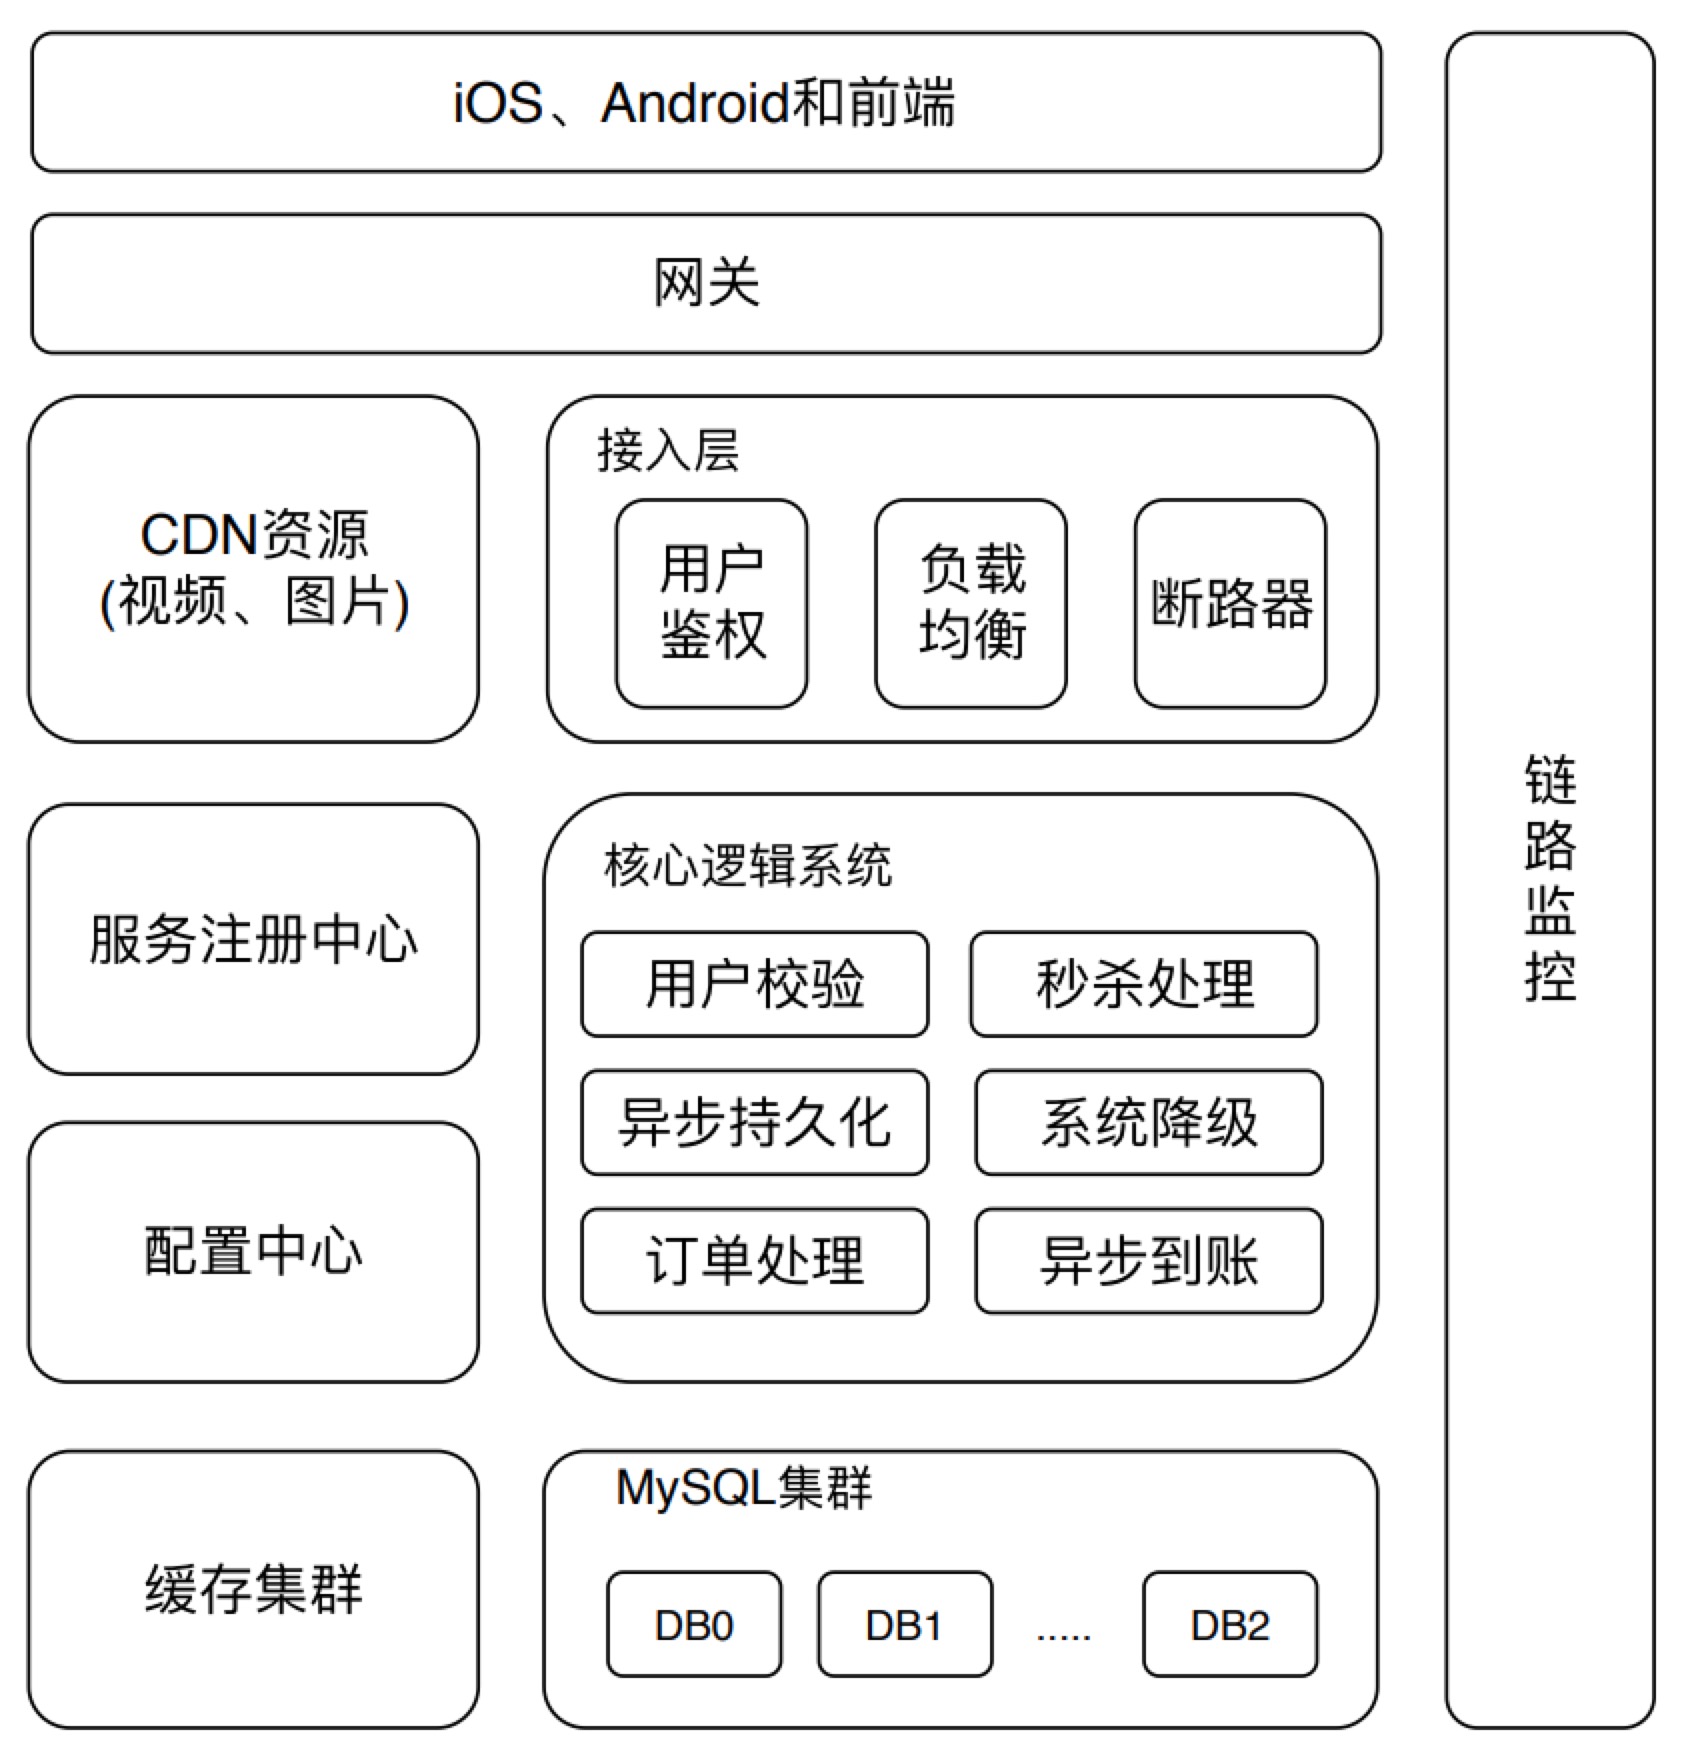 iOS、Android和前端
网关
CDN资源
(视频、图片)
接入层
用户
鉴权
负载
均衡
断路器
服务注册中心
配置中心
核心逻辑系统
用户校验
秒杀处理
异步持久化
系统降级
订单处理
异步到账
缓存集群
MySQL集群
DB0
DB1
.....
DB2
链
路
监
控